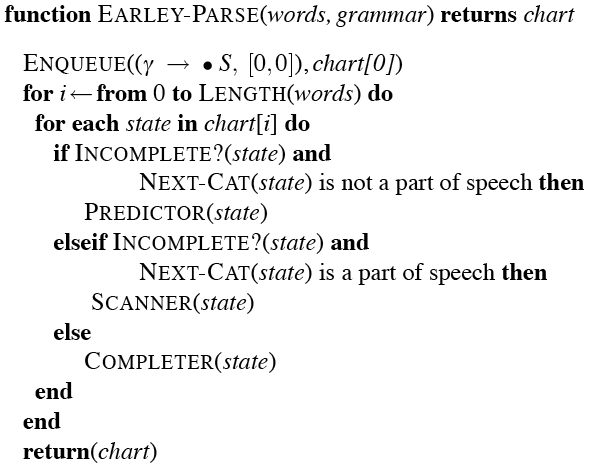 function EARLEY-PARSE(words, grammar) returns chart
ENQUEUE((γ → • S, [0,0]), chart[0])
for i ← from 0 to LENGTH(words) do
for each state in chart[i] do
if INCOMPLETE?(state) and
NEXT-CAT(state) is not a part of speech then
PREDICTOR(state)
elseif INCOMPLETE?(state) and
NEXT-CAT(state) is a part of speech then
SCANNER(state)
else
COMPLETER(state)
end
end
return(chart)